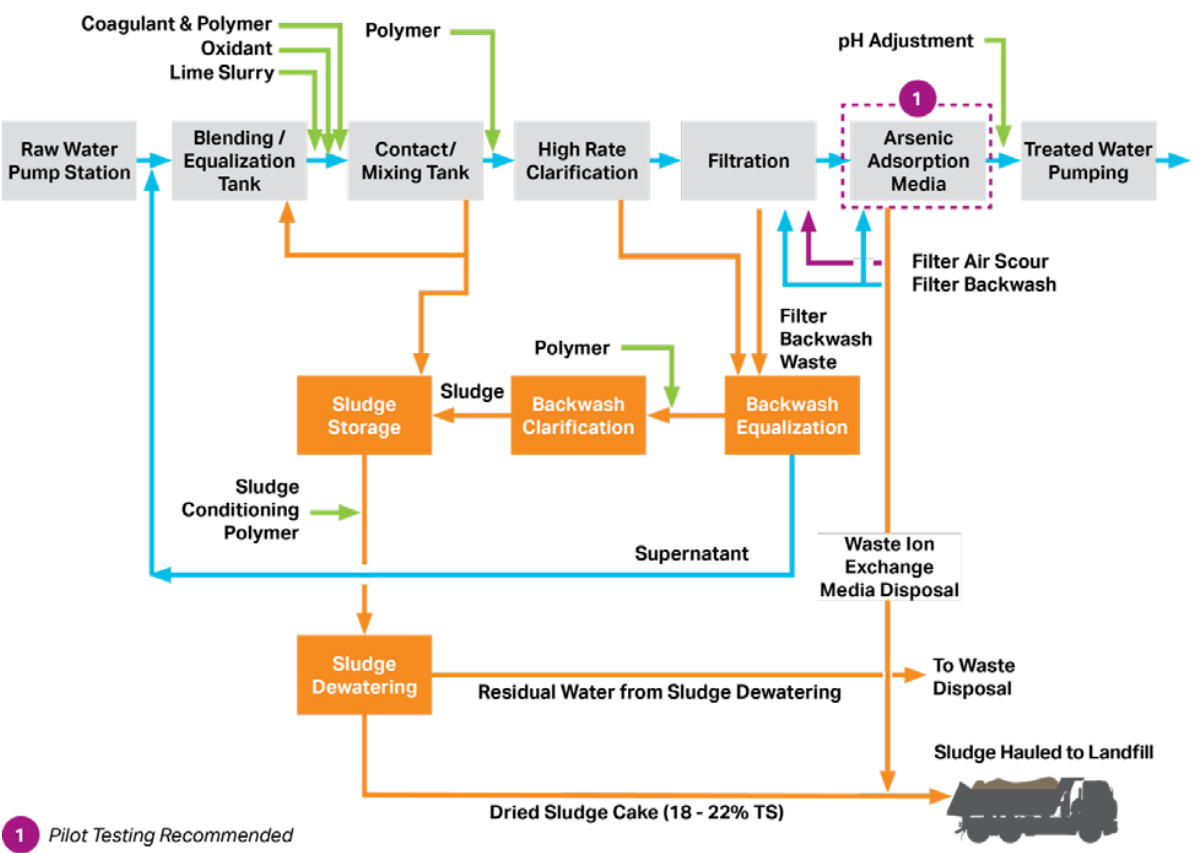 Coagulant & Polymer
Oxidant
Lime Slurry
Polymer
pH Adjustment
1
Raw Water
Pump Station
Blending /
Equalization
Tank
Contact/
Mixing Tank
High Rate
Clarification
Filtration
Arsenic
Adsorption
Media
Treated Water
Pumping
Filter Air Scour
Filter Backwash
Filter
Backwash
Waste
Polymer
Sludge
Sludge
Storage
Backwash
Clarification
Backwash
Equalization
Sludge
Conditioning
Polymer
Supernatant
Waste Ion
Exchange
Media Disposal
Sludge
Dewatering
Residual Water from Sludge Dewatering
To Waste
Disposal
Sludge Hauled to Landfill
Dried Sludge Cake (18 - 22% TS)
1 Pilot Testing Recommended